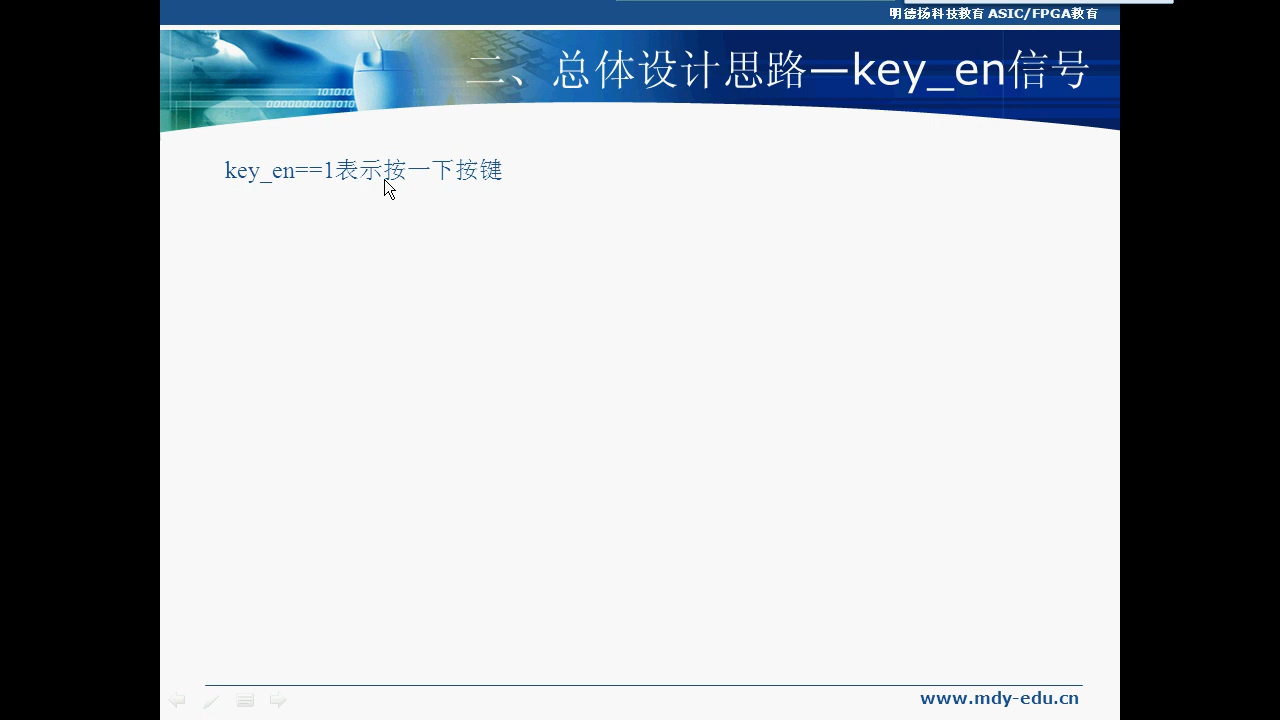 明德扬科技教育 ASIC/FPGA教育
二、总体设计思路—key_en信号
101010
0000000001010
key_en==1表示按一下按键
www.mdy-edu.cn